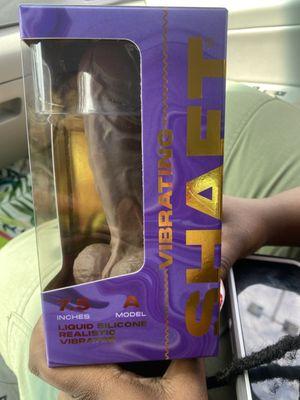 VIBRATING
SHAFT
7.5
INCHES
A
MODEL
LIQUID SILICONE
REALISTIC
VIBRATOR